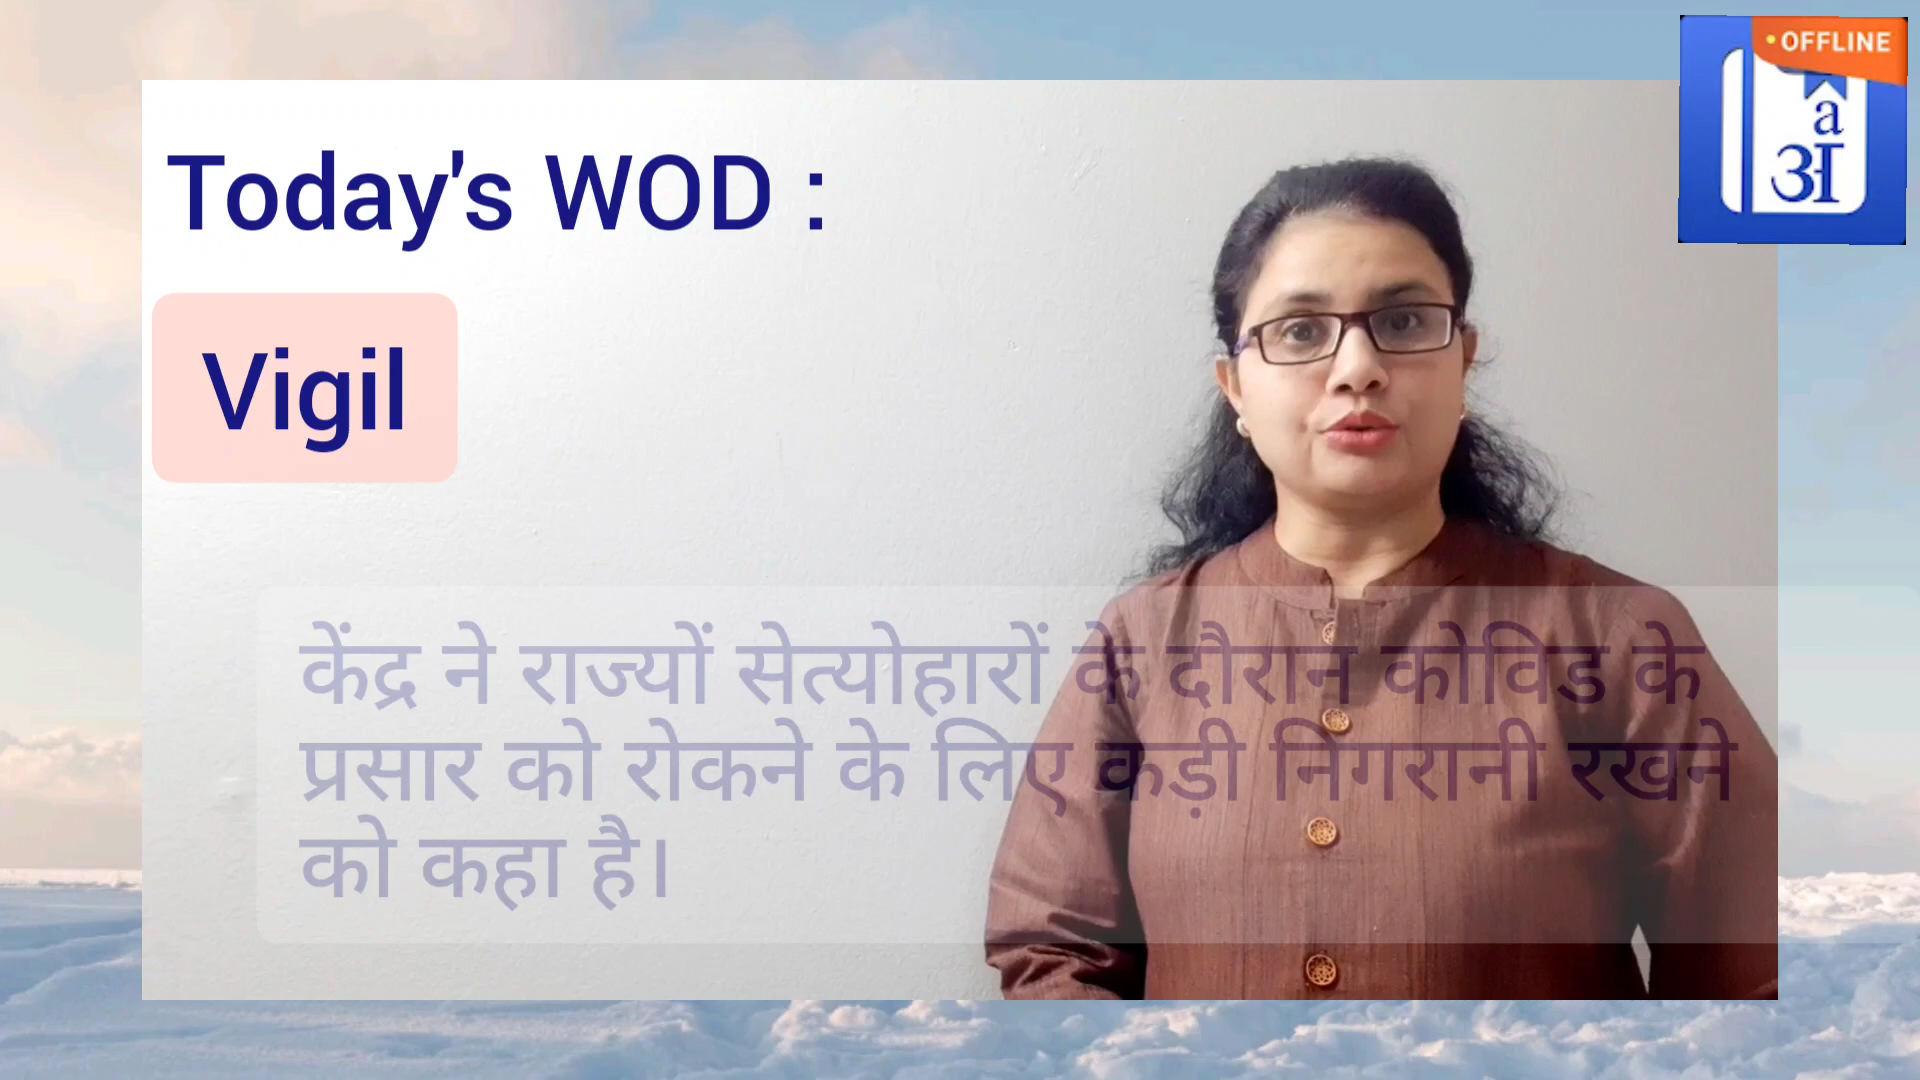 OFFLINE
a
अ
Today's WOD :
Vigil
केंद्र ने राज्यों सेत्योहारों के दौरान कोविड के
प्रसार को रोकने के लिए कड़ी निगरानी रखने
को कहा है।